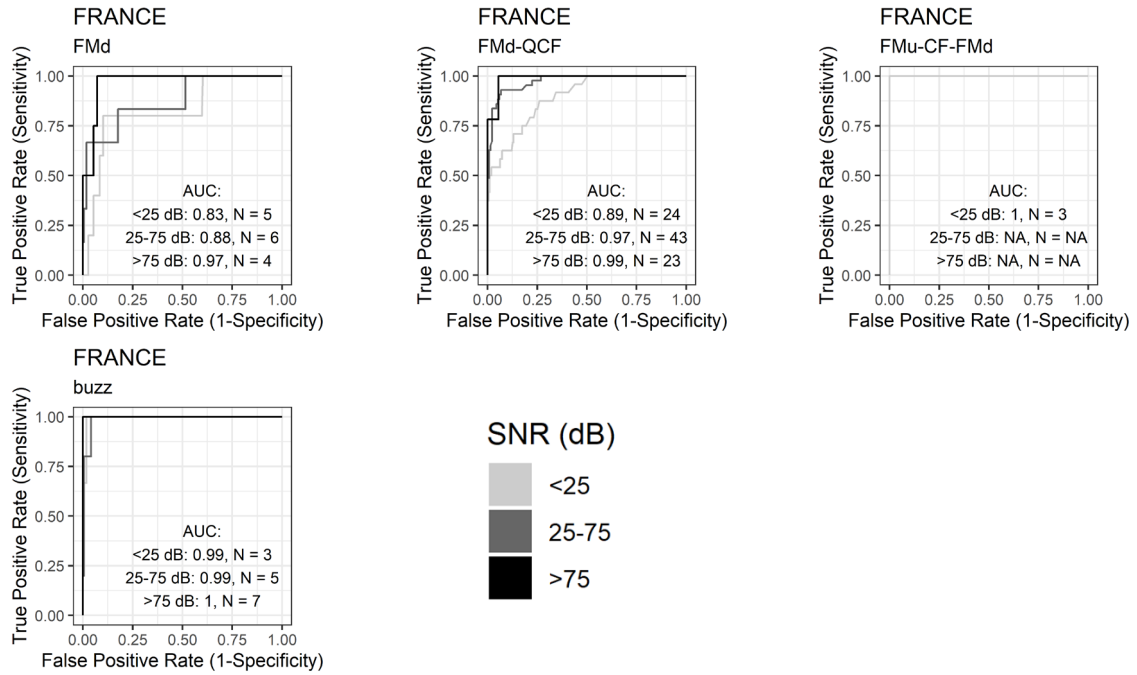 FRANCE
FMd
True Positive Rate (Sensitivity)
1.00
0.75
0.50
0.25
0.00
AUC:
<25 dB: 0.83, N = 5
25-75 dB: 0.88, N = 6
>75 dB: 0.97, N = 4
0.00 0.25 0.50 0.75 1.00
False Positive Rate (1-Specificity)
FRANCE
FMd-QCF
True Positive Rate (Sensitivity)
1.00
0.75
0.50
0.25
0.00
AUC:
<25 dB: 0.89, N = 24
25-75 dB: 0.97, N = 43
>75 dB: 0.99, N = 23
0.00 0.25 0.50 0.75 1.00
False Positive Rate (1-Specificity)
FRANCE
FMu-CF-FMd
True Positive Rate (Sensitivity)
1.00
0.75
0.50
0.25
0.00
AUC:
<25 dB: 1, N = 3
25-75 dB: NA, N = NA
>75 dB: NA, N = NA
0.00 0.25 0.50 0.75 1.00
False Positive Rate (1-Specificity)
FRANCE
buzz
True Positive Rate (Sensitivity)
1.00
0.75
0.50
0.25
0.00
AUC:
<25 dB: 0.99, N = 3
25-75 dB: 0.99, N = 5
>75 dB: 1, N = 7
0.00 0.25 0.50 0.75 1.00
False Positive Rate (1-Specificity)
SNR (dB)
<25
25-75
>75